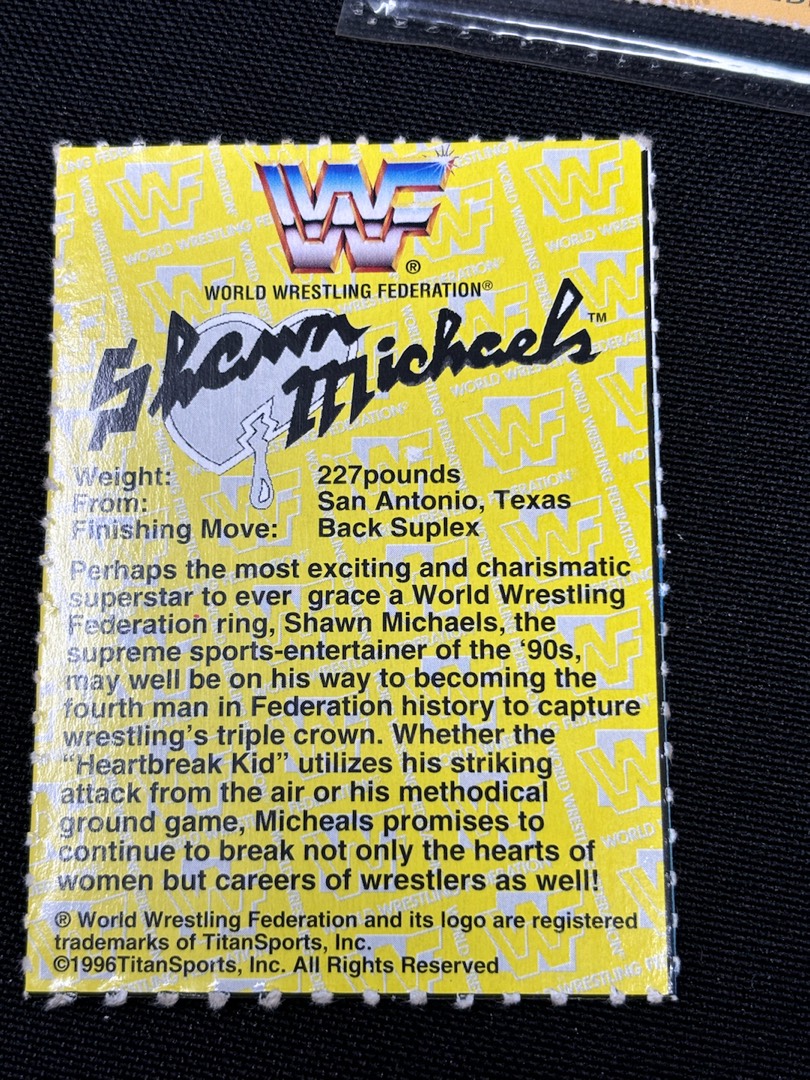 WF
®
WORLD WRESTLING FEDERATION®
Shawn Michaels™
Weight: 227pounds
From: San Antonio, Texas
Finishing Move: Back Suplex
Perhaps the most exciting and charismatic
superstar to ever grace a World Wrestling
Federation ring, Shawn Michaels, the
supreme sports-entertainer of the ‘90s,
may well be on his way to becoming the
fourth man in Federation history to capture
wrestling’s triple crown. Whether the
“Heartbreak Kid” utilizes his striking
attack from the air or his methodical
ground game, Micheals promises to
continue to break not only the hearts of
women but careers of wrestlers as well!
® World Wrestling Federation and its logo are registered
trademarks of TitanSports, Inc.
©1996TitanSports, Inc. All Rights Reserved